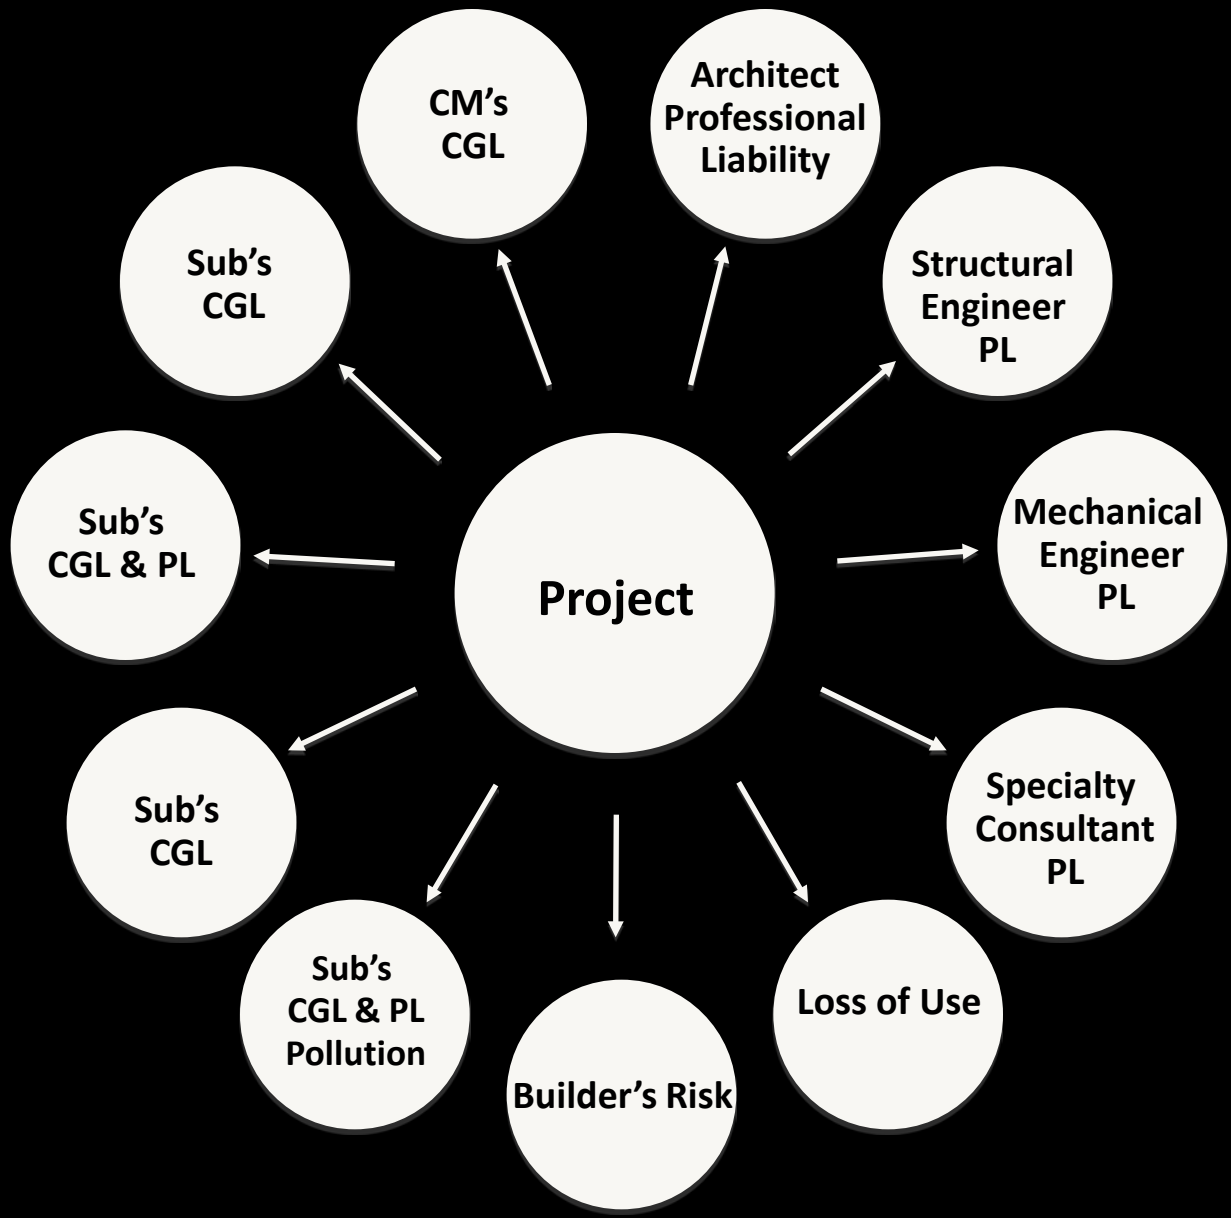 CM’s
CGL
Architect
Professional
Liability
Structural
Engineer
PL
Mechanical
Engineer
PL
Specialty
Consultant
PL
Loss of Use
Builder’s Risk
Sub’s
CGL & PL
Pollution
Sub’s
CGL
Sub’s
CGL & PL
Sub’s
CGL
Project